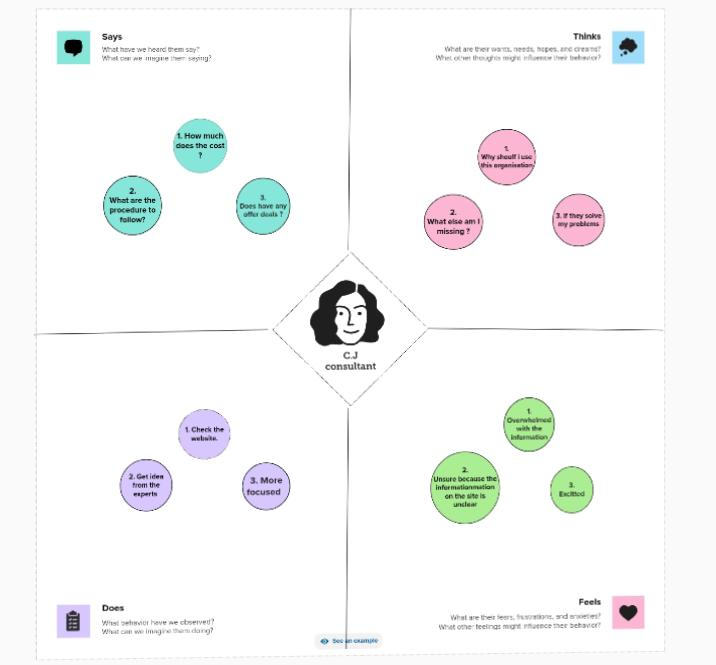 Says
What have we heard them say?
What can we imagine them saying?
Thinks
What are their wants, needs, hopes, and dreams?
What other thoughts might influence their behavior?
1. How much
does the cost
?
2.
What are the
procedure to
follow?
3.
Does have any
offer deals ?
1.
Why shoulf i use
this organisation
2.
What else am I
missing ?
3. If they solve
my problems
C.J
consultant
1. Check the
website.
2. Get idea
from the
experts
3. More
focused
1.
Overwhelmed
with the
information
2.
Unsure because the
informationmation
on the site is
unclear
3.
Excitted
Does
What behavior have we observed?
What can we imagine them doing?
Feels
What are their fears, frustrations, and anxieties?
What other feelings might influence their behavior?
See an example